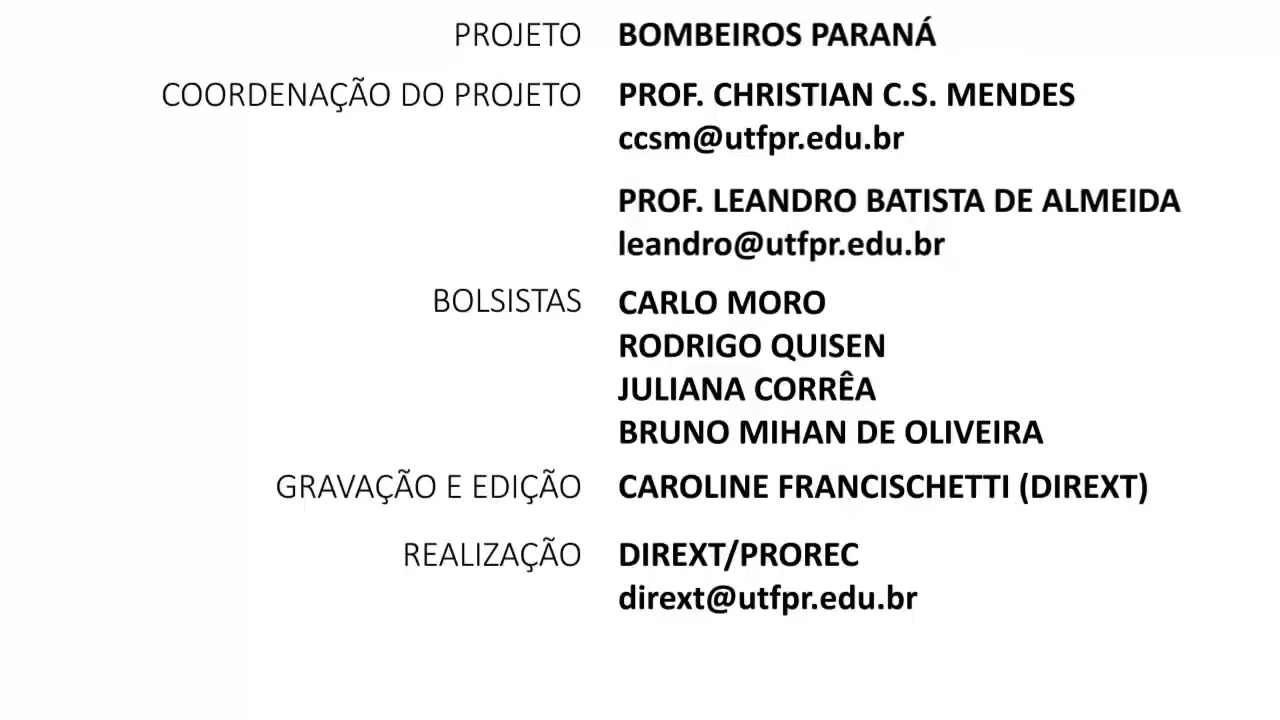 PROJETO BOMBEIROS PARANÁ
COORDENAÇÃO DO PROJETO PROF. CHRISTIAN C.S. MENDES
ccsm@utfpr.edu.br
PROF. LEANDRO BATISTA DE ALMEIDA
leandro@utfpr.edu.br
BOLSISTAS CARLO MORO
RODRIGO QUISEN
JULIANA CORRÊA
BRUNO MIHAN DE OLIVEIRA
GRAVAÇÃO E EDIÇÃO CAROLINE FRANCISCHETTI (DIREXT)
REALIZAÇÃO DIREXT/PROREC
dirext@utfpr.edu.br